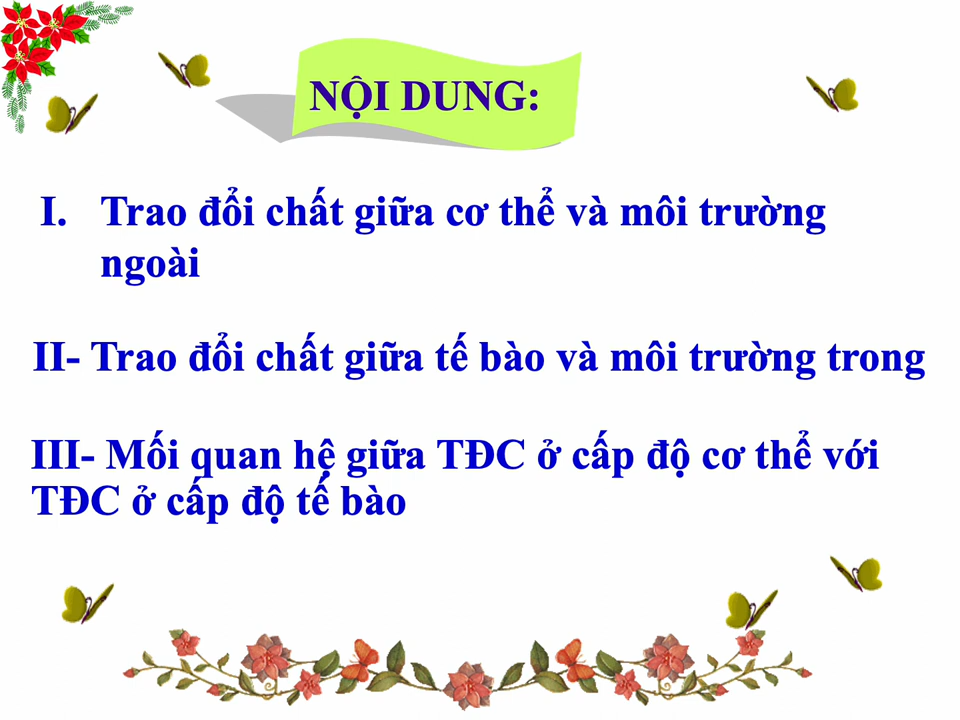 NỘI DUNG:
I. Trao đổi chất giữa cơ thể và môi trường
ngoài
II- Trao đổi chất giữa tế bào và môi trường trong
III- Mối quan hệ giữa TĐC ở cấp độ cơ thể với
TĐC ở cấp độ tế bào